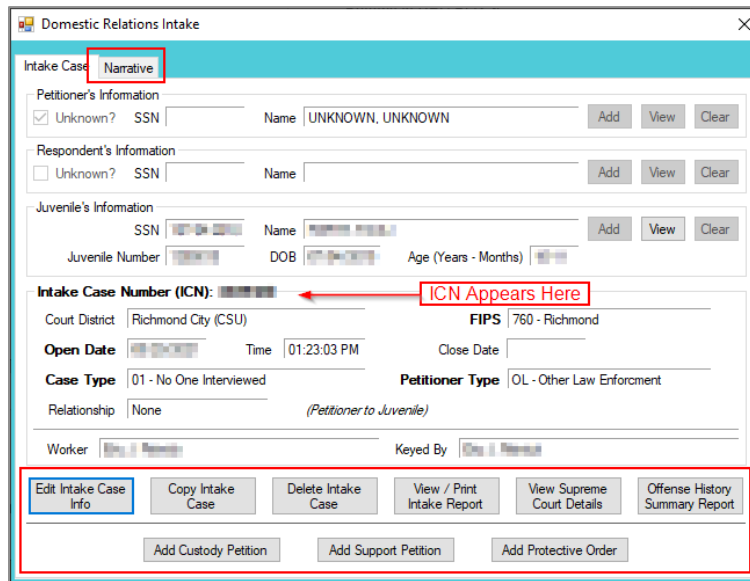 Domestic Relations Intake
Intake Case Narrative
Petitioner's Information
Unknown? SSN Name UNKNOWN, UNKNOWN Add View Clear
Respondent's Information
Unknown? SSN Name Add View Clear
Juvenile's Information
SSN Name Add View Clear
Juvenile Number DOB Age (Years - Months)
Intake Case Number (ICN): ICN Appears Here
Court District Richmond City (CSU) FIPS 760 - Richmond
Open Date Time 01:23:03 PM Close Date
Case Type 01 - No One Interviewed Petitioner Type OL - Other Law Enforcment
Relationship None (Petitioner to Juvenile)
Worker Keyed By
Edit Intake Case Info Copy Intake Case Delete Intake Case View / Print Intake Report View Supreme Court Details Offense History Summary Report
Add Custody Petition Add Support Petition Add Protective Order